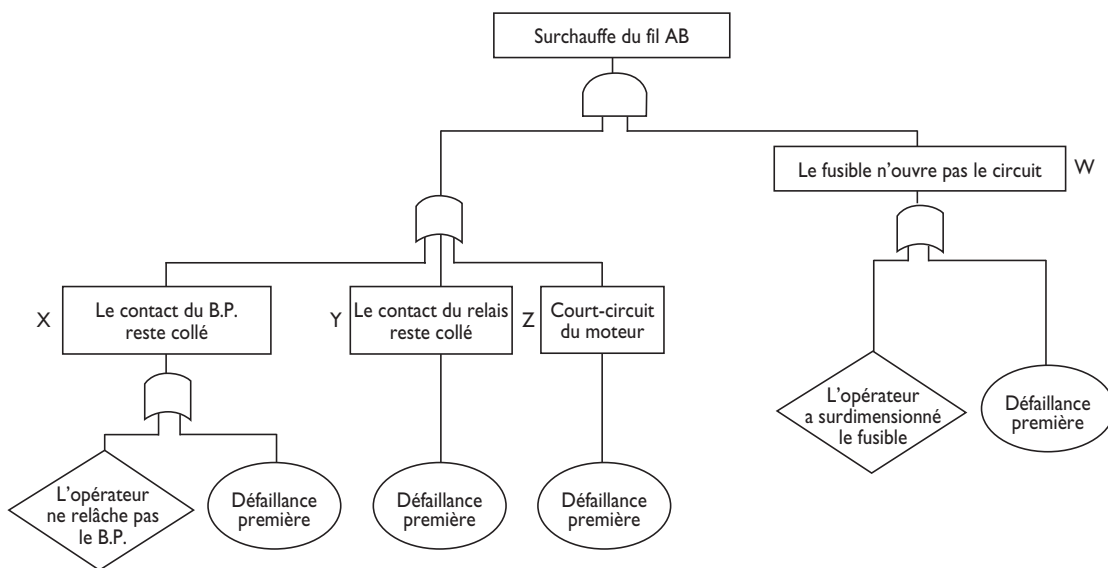 Surchauffe du fil AB
Le fusible n'ouvre pas le circuit
W
X
Le contact du B.P.
reste collé
Y
Le contact du relais
reste collé
Z
Court-circuit
du moteur
L'opérateur
a surdimensionné
le fusible
Défaillance
première
L'opérateur
ne relâche pas
le B.P.
Défaillance
première
Défaillance
première
Défaillance
première